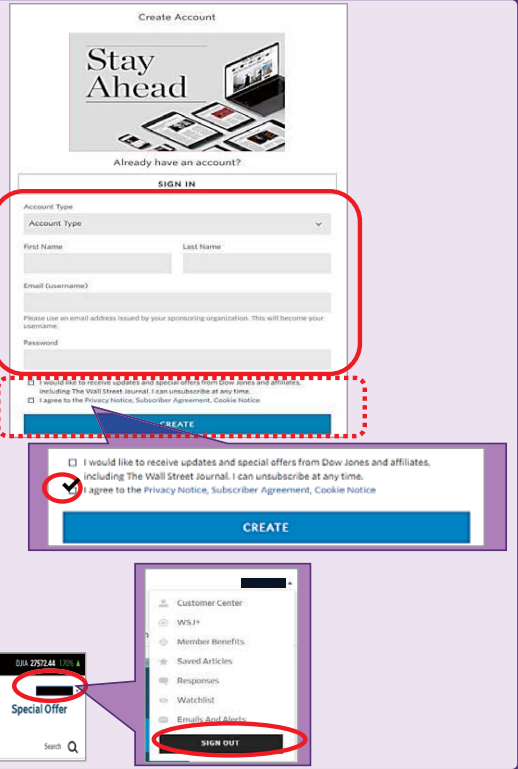 Create Account
Stay
Ahead
Already have an account?
SIGN IN
Account Type
Account Type
First Name
Last Name
Email (username)
Please use an email address issued by your sponsoring organization. This will become your
username.
Password
I would like to receive updates and special offers from Dow Jones and affiliates,
including The Wall Street Journal. I can unsubscribe at any time.
I agree to the Privacy Notice, Subscriber Agreement, Cookie Notice
CREATE
I would like to receive updates and special offers from Dow Jones and affiliates,
including The Wall Street Journal. I can unsubscribe at any time.
I agree to the Privacy Notice, Subscriber Agreement, Cookie Notice
CREATE
Customer Center
WSJ+
Member Benefits
Saved Articles
Responses
Watchlist
Emails And Alerts
SIGN OUT
DJIA 27572.44 1.70% ▲
Special Offer
Search